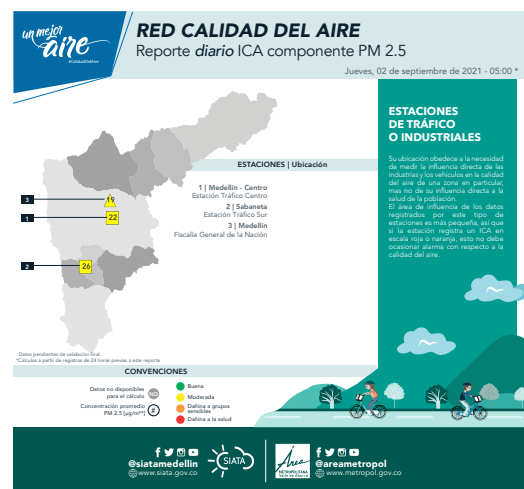 un mejor
aire
#CalidadDelAire
RED CALIDAD DEL AIRE
Reporte diario ICA componente PM 2.5
Jueves, 02 de septiembre de 2021 - 05:00 *
ESTACIONES | Ubicación
1 | Medellín - Centro
Estación Tráfico Centro
2 | Sabaneta
Estación Tráfico Sur
3 | Medellín
Fiscalía General de la Nación
3
19
1
22
2
26
Datos pendientes de validación final.
*Cálculos a partir de registros de 24 horas previas a este reporte
ESTACIONES
DE TRÁFICO
O INDUSTRIALES
Su ubicación obedece a la necesidad
de medir la influencia directa de las
industrias y los vehículos en la calidad
del aire de una zona en particular,
mas no de su influencia directa a la
salud de la población.
El área de influencia de los datos
registrados por este tipo de
estaciones es más pequeña, así que
si la estación registra un ICA en
escala roja o naranja, esto no debe
ocasionar alarma con respecto a la
calidad del aire.
CONVENCIONES
Datos no disponibles
para el cálculo
ND
Concentración promedio
PM 2.5 (µg/m³)
#
Buena
Moderada
Dañina a grupos
sensibles
Dañina a la salud
@siatamedellin
www.siata.gov.co
SIATA
Área
METROPOLITANA
Valle de Aburrá
@areametropol
www.metropol.gov.co